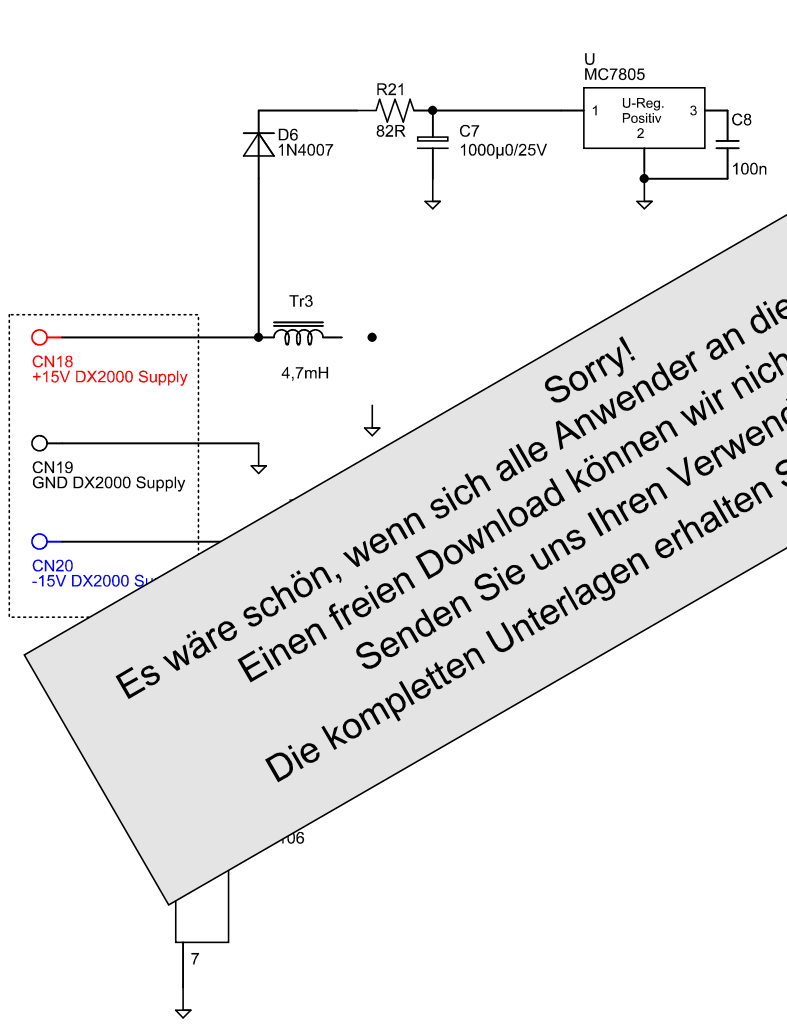 U
MC7805
R21
82R
U-Reg.
Positiv
1
3
2
C8
100n
D6
1N4007
C7
1000µ0/25V
Tr3
4,7mH
CN18
+15V DX2000 Supply
CN19
GND DX2000 Supply
CN20
-15V DX2000
Sorry!
Es wäre schön, wenn sich alle Anwender an die
Einen freien Download können wir
Senden Sie uns Ihren
Die kompletten Unterlagen erhalten
7